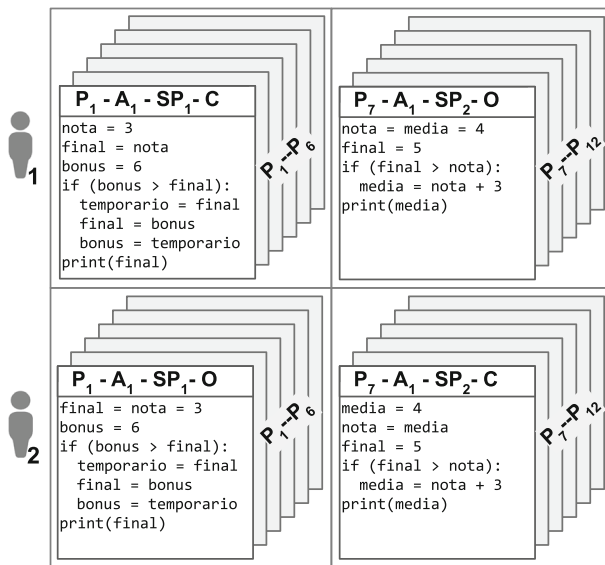 1
P1 - A1 - SP1 - C
nota = 3
final = nota
bonus = 6
if (bonus > final):
  temporario = final
  final = bonus
  bonus = temporario
print(final)
P1--P6
P7 - A1 - SP2 - O
nota = media = 4
final = 5
if (final > nota):
  media = nota + 3
print(media)
P7--P12
2
P1 - A1 - SP1 - O
final = nota = 3
bonus = 6
if (bonus > final):
  temporario = final
  final = bonus
  bonus = temporario
print(final)
P1--P6
P7 - A1 - SP2 - C
media = 4
nota = media
final = 5
if (final > nota):
  media = nota + 3
print(media)
P7--P12